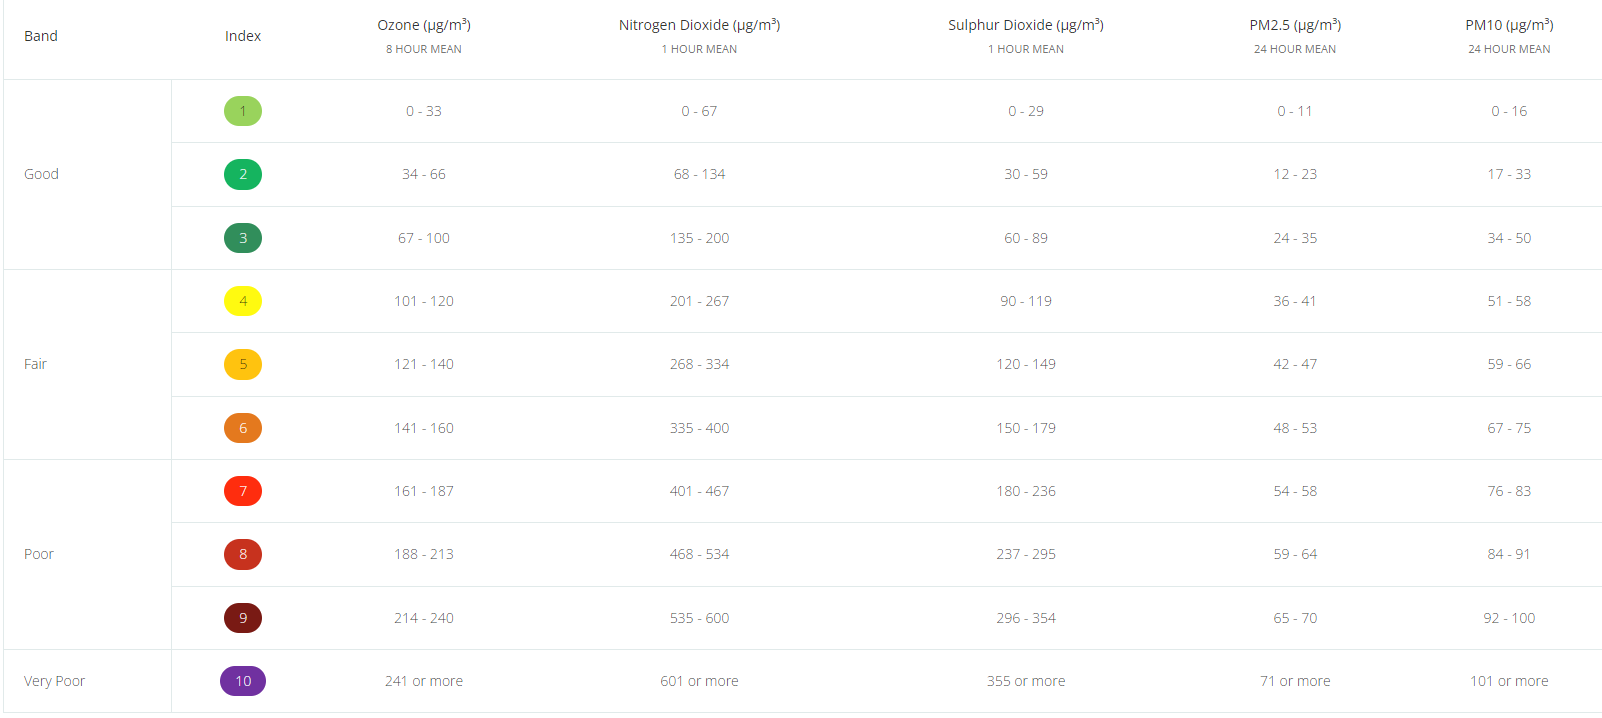 Band Index Ozone (µg/m³) Nitrogen Dioxide (µg/m³) Sulphur Dioxide (µg/m³) PM2.5 (µg/m³) PM10 (µg/m³)
8 HOUR MEAN 1 HOUR MEAN 1 HOUR MEAN 24 HOUR MEAN 24 HOUR MEAN
1 0 - 33 0 - 67 0 - 29 0 - 11 0 - 16
Good 2 34 - 66 68 - 134 30 - 59 12 - 23 17 - 33
3 67 - 100 135 - 200 60 - 89 24 - 35 34 - 50
4 101 - 120 201 - 267 90 - 119 36 - 41 51 - 58
Fair 5 121 - 140 268 - 334 120 - 149 42 - 47 59 - 66
6 141 - 160 335 - 400 150 - 179 48 - 53 67 - 75
7 161 - 187 401 - 467 180 - 236 54 - 58 76 - 83
Poor 8 188 - 213 468 - 534 237 - 295 59 - 64 84 - 91
9 214 - 240 535 - 600 296 - 354 65 - 70 92 - 100
Very Poor 10 241 or more 601 or more 355 or more 71 or more 101 or more